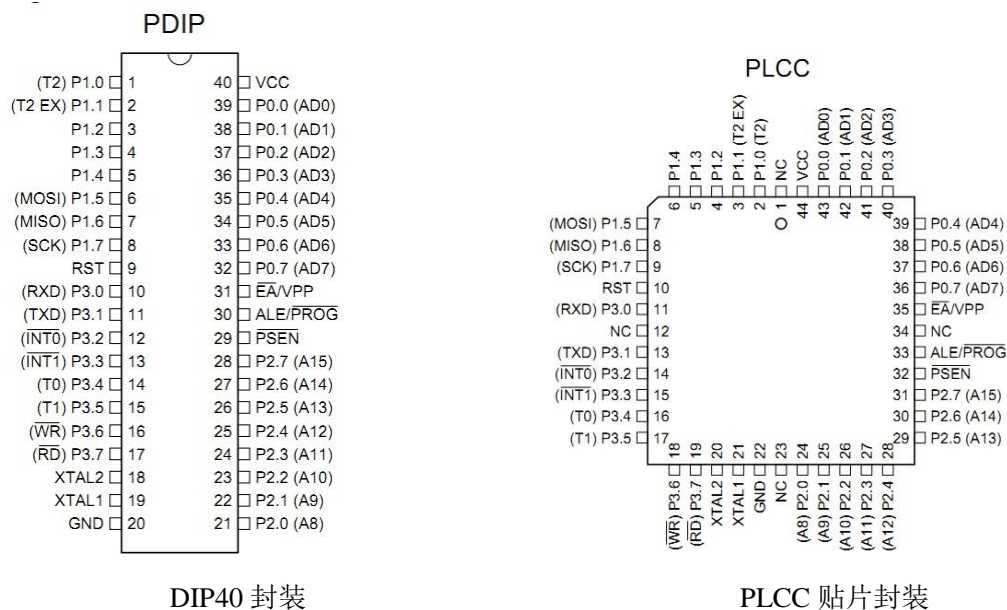 PDIP
(T2) P1.0 1 40 VCC
(T2 EX) P1.1 2 39 P0.0 (AD0)
P1.2 3 38 P0.1 (AD1)
P1.3 4 37 P0.2 (AD2)
P1.4 5 36 P0.3 (AD3)
(MOSI) P1.5 6 35 P0.4 (AD4)
(MISO) P1.6 7 34 P0.5 (AD5)
(SCK) P1.7 8 33 P0.6 (AD6)
RST 9 32 P0.7 (AD7)
(RXD) P3.0 10 31 E̅A̅/VPP
(TXD) P3.1 11 30 ALE/P̅R̅O̅G̅
(I̅N̅T̅0̅) P3.2 12 29 P̅S̅E̅N̅
(I̅N̅T̅1̅) P3.3 13 28 P2.7 (A15)
(T0) P3.4 14 27 P2.6 (A14)
(T1) P3.5 15 26 P2.5 (A13)
(W̅R̅) P3.6 16 25 P2.4 (A12)
(R̅D̅) P3.7 17 24 P2.3 (A11)
XTAL2 18 23 P2.2 (A10)
XTAL1 19 22 P2.1 (A9)
GND 20 21 P2.0 (A8)
DIP40 封装
PLCC
P1.4
P1.3
P1.2
P1.1 (T2 EX)
P1.0 (T2)
NC
VCC
P0.0 (AD0)
P0.1 (AD1)
P0.2 (AD2)
P0.3 (AD3)
6 5 4 3 2 1 44 43 42 41 40
(MOSI) P1.5 7 39 P0.4 (AD4)
(MISO) P1.6 8 38 P0.5 (AD5)
(SCK) P1.7 9 37 P0.6 (AD6)
RST 10 36 P0.7 (AD7)
(RXD) P3.0 11 35 E̅A̅/VPP
NC 12 34 NC
(TXD) P3.1 13 33 ALE/P̅R̅O̅G̅
(I̅N̅T̅0̅) P3.2 14 32 P̅S̅E̅N̅
(I̅N̅T̅1̅) P3.3 15 31 P2.7 (A15)
(T0) P3.4 16 30 P2.6 (A14)
(T1) P3.5 17 29 P2.5 (A13)
18 19 20 21 22 23 24 25 26 27 28
(W̅R̅) P3.6
(R̅D̅) P3.7
XTAL2
XTAL1
GND
NC
(A8) P2.0
(A9) P2.1
(A10) P2.2
(A11) P2.3
(A12) P2.4
PLCC 贴片封装